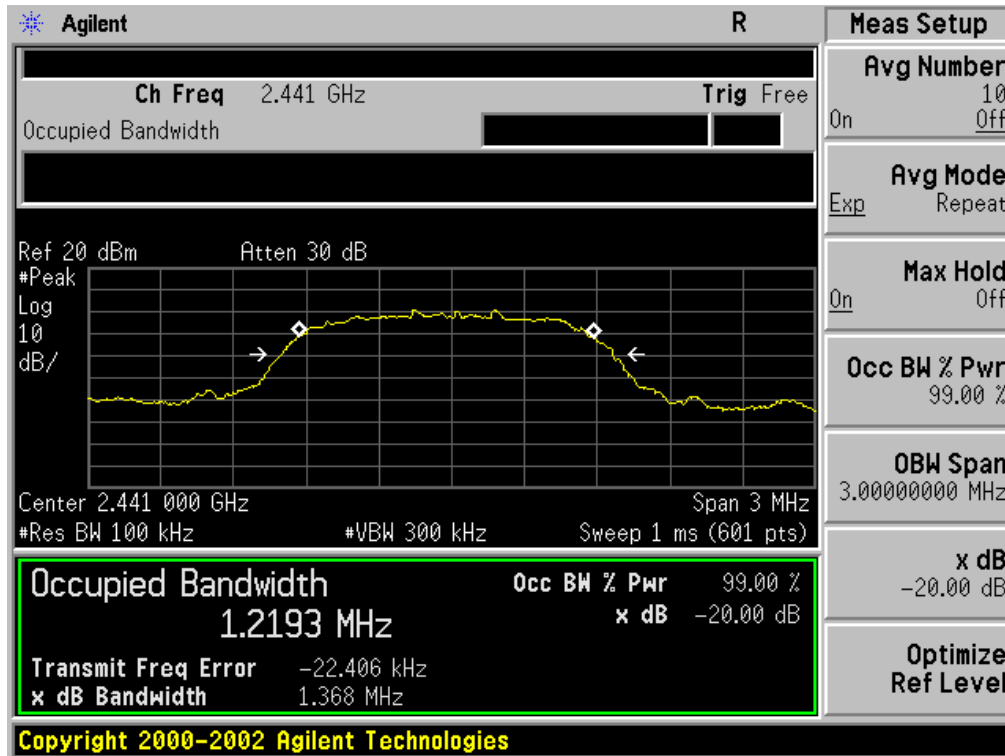 Agilent R Meas Setup
Ch Freq 2.441 GHz Trig Free
Occupied Bandwidth
Ref 20 dBm Atten 30 dB
#Peak
Log
10
dB/
Center 2.441 000 GHz Span 3 MHz
#Res BW 100 kHz #VBW 300 kHz Sweep 1 ms (601 pts)
Occupied Bandwidth Occ BW % Pwr 99.00 %
1.2193 MHz x dB -20.00 dB
Transmit Freq Error -22.406 kHz
x dB Bandwidth 1.368 MHz
Avg Number
10
On Off
Avg Mode
Exp Repeat
Max Hold
On Off
Occ BW % Pwr
99.00 %
OBW Span
3.00000000 MHz
x dB
-20.00 dB
Optimize
Ref Level
Copyright 2000-2002 Agilent Technologies